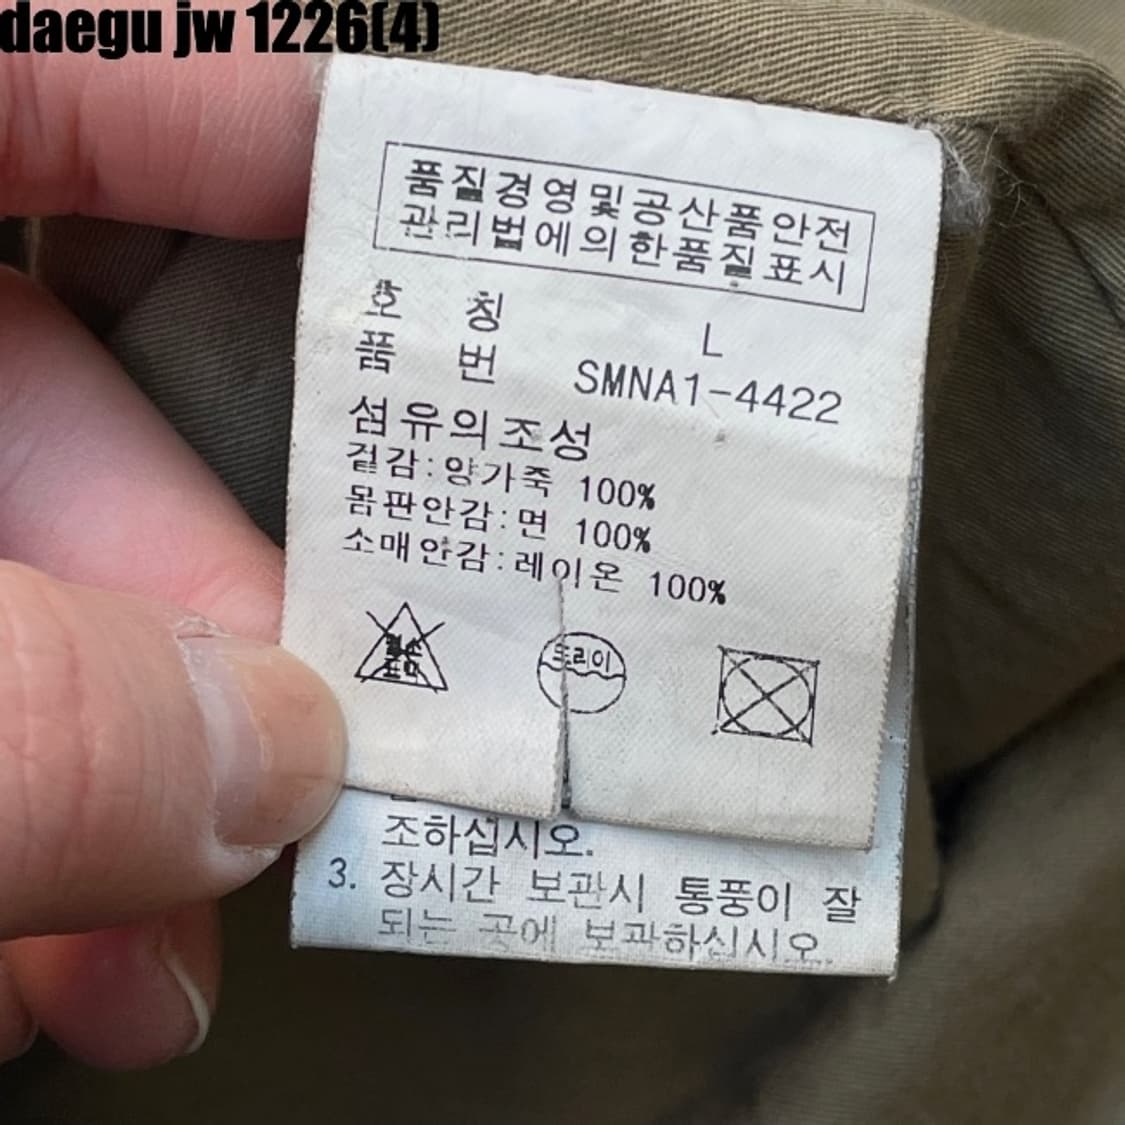 daegu jw 1226(4)
품질경영및공산품안전
관리법에의한품질표시
호 칭 L
품 번 SMNA1-4422
섬유의조성
겉감:양가죽 100%
몸판안감:면 100%
소매안감:레이온 100%
염소
표백
드라이
조하십시오.
3. 장시간 보관시 통풍이 잘
되는 곳에 보관하십시오.